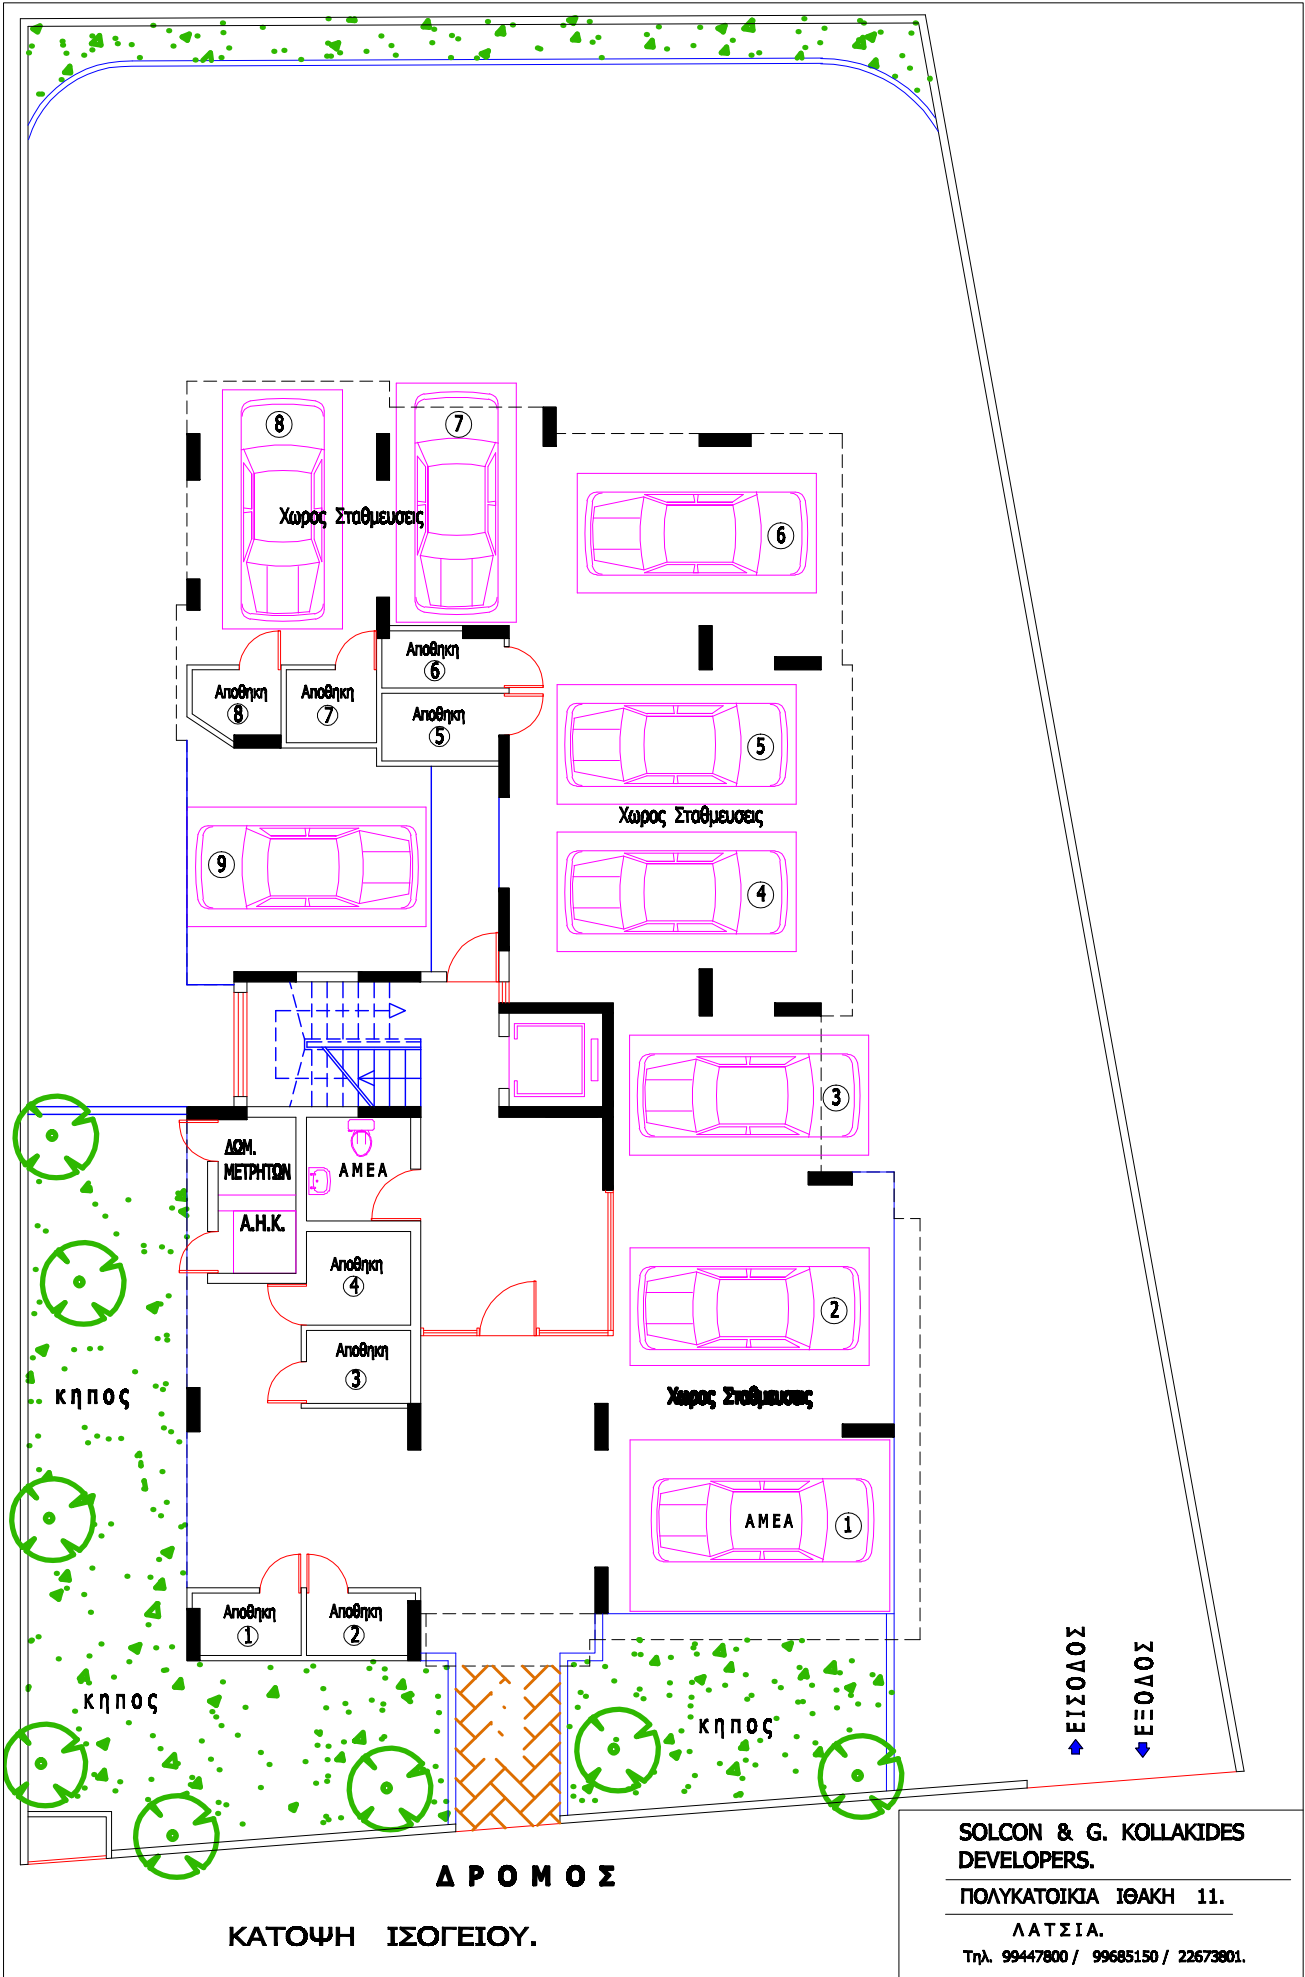 8
7
Χωρος Σταθμευσεις
6
Αποθηκη
6
Αποθηκη
8
Αποθηκη
7
Αποθηκη
5
5
Χωρος Σταθμευσεις
9
4
3
ΔΩΜ.
ΜΕΤΡΗΤΩΝ
ΑΜΕΑ
Α.Η.Κ.
Αποθηκη
4
2
Αποθηκη
3
κηπος
Χωρος Σταθμευσεις
ΑΜΕΑ
1
Αποθηκη
1
Αποθηκη
2
κηπος
κηπος
ΕΙΣΟΔΟΣ
ΕΞΟΔΟΣ
ΔΡΟΜΟΣ
ΚΑΤΟΨΗ ΙΣΟΓΕΙΟΥ.
SOLCON & G. KOLLAKIDES
DEVELOPERS.
ΠΟΛΥΚΑΤΟΙΚΙΑ ΙΘΑΚΗ 11.
ΛΑΤΣΙΑ.
Τηλ. 99447800 / 99685150 / 22673801.